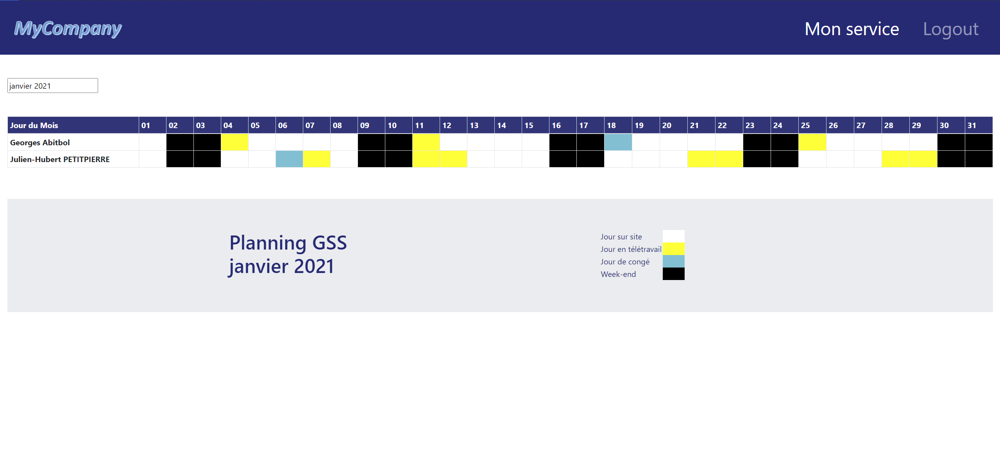 MyCompany
Mon service Logout
janvier 2021
Jour du Mois 01 02 03 04 05 06 07 08 09 10 11 12 13 14 15 16 17 18 19 20 21 22 23 24 25 26 27 28 29 30 31
Georges Abitbol
Julien-Hubert PETITPIERRE
Planning GSS
janvier 2021
Jour sur site
Jour en télétravail
Jour de congé
Week-end